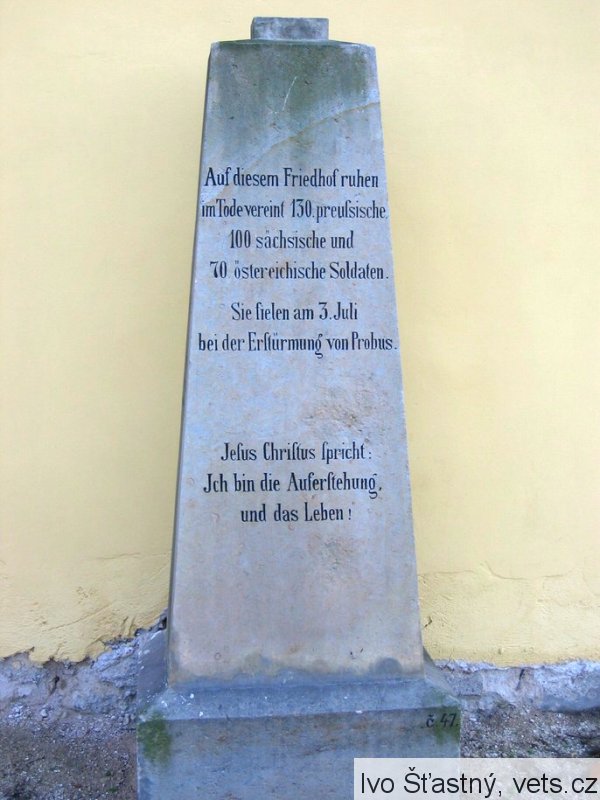 Auf diesem Friedhof ruhen
im Tode vereint 130. preuſsische,
100 sächsische und
70 östereichische Soldaten.
Sie fielen am 3. Juli
bei der Erſtürmung von Probus.
Jeſus Chriſtus ſpricht:
Jch bin die Auferſtehung,
und das Leben!
č. 47.
Ivo Šťastný, vets.cz